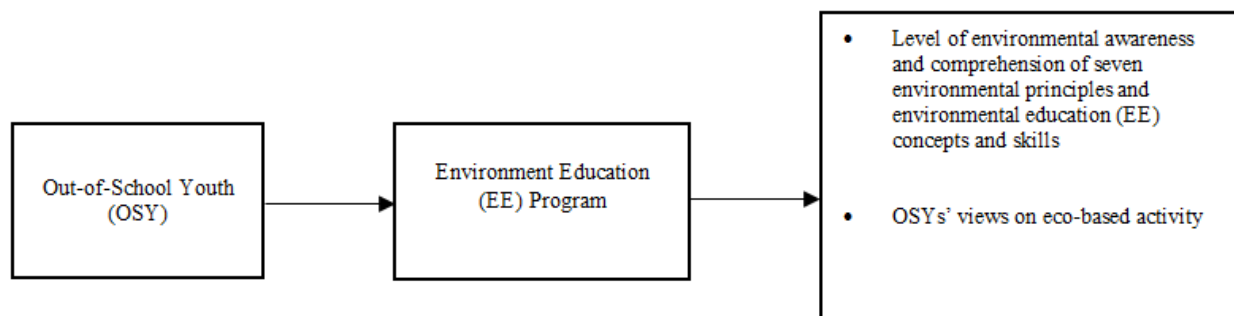 Out-of-School Youth
(OSY)
Environment Education
(EE) Program
• Level of environmental awareness
and comprehension of seven
environmental principles and
environmental education (EE)
concepts and skills
• OSYs' views on eco-based activity